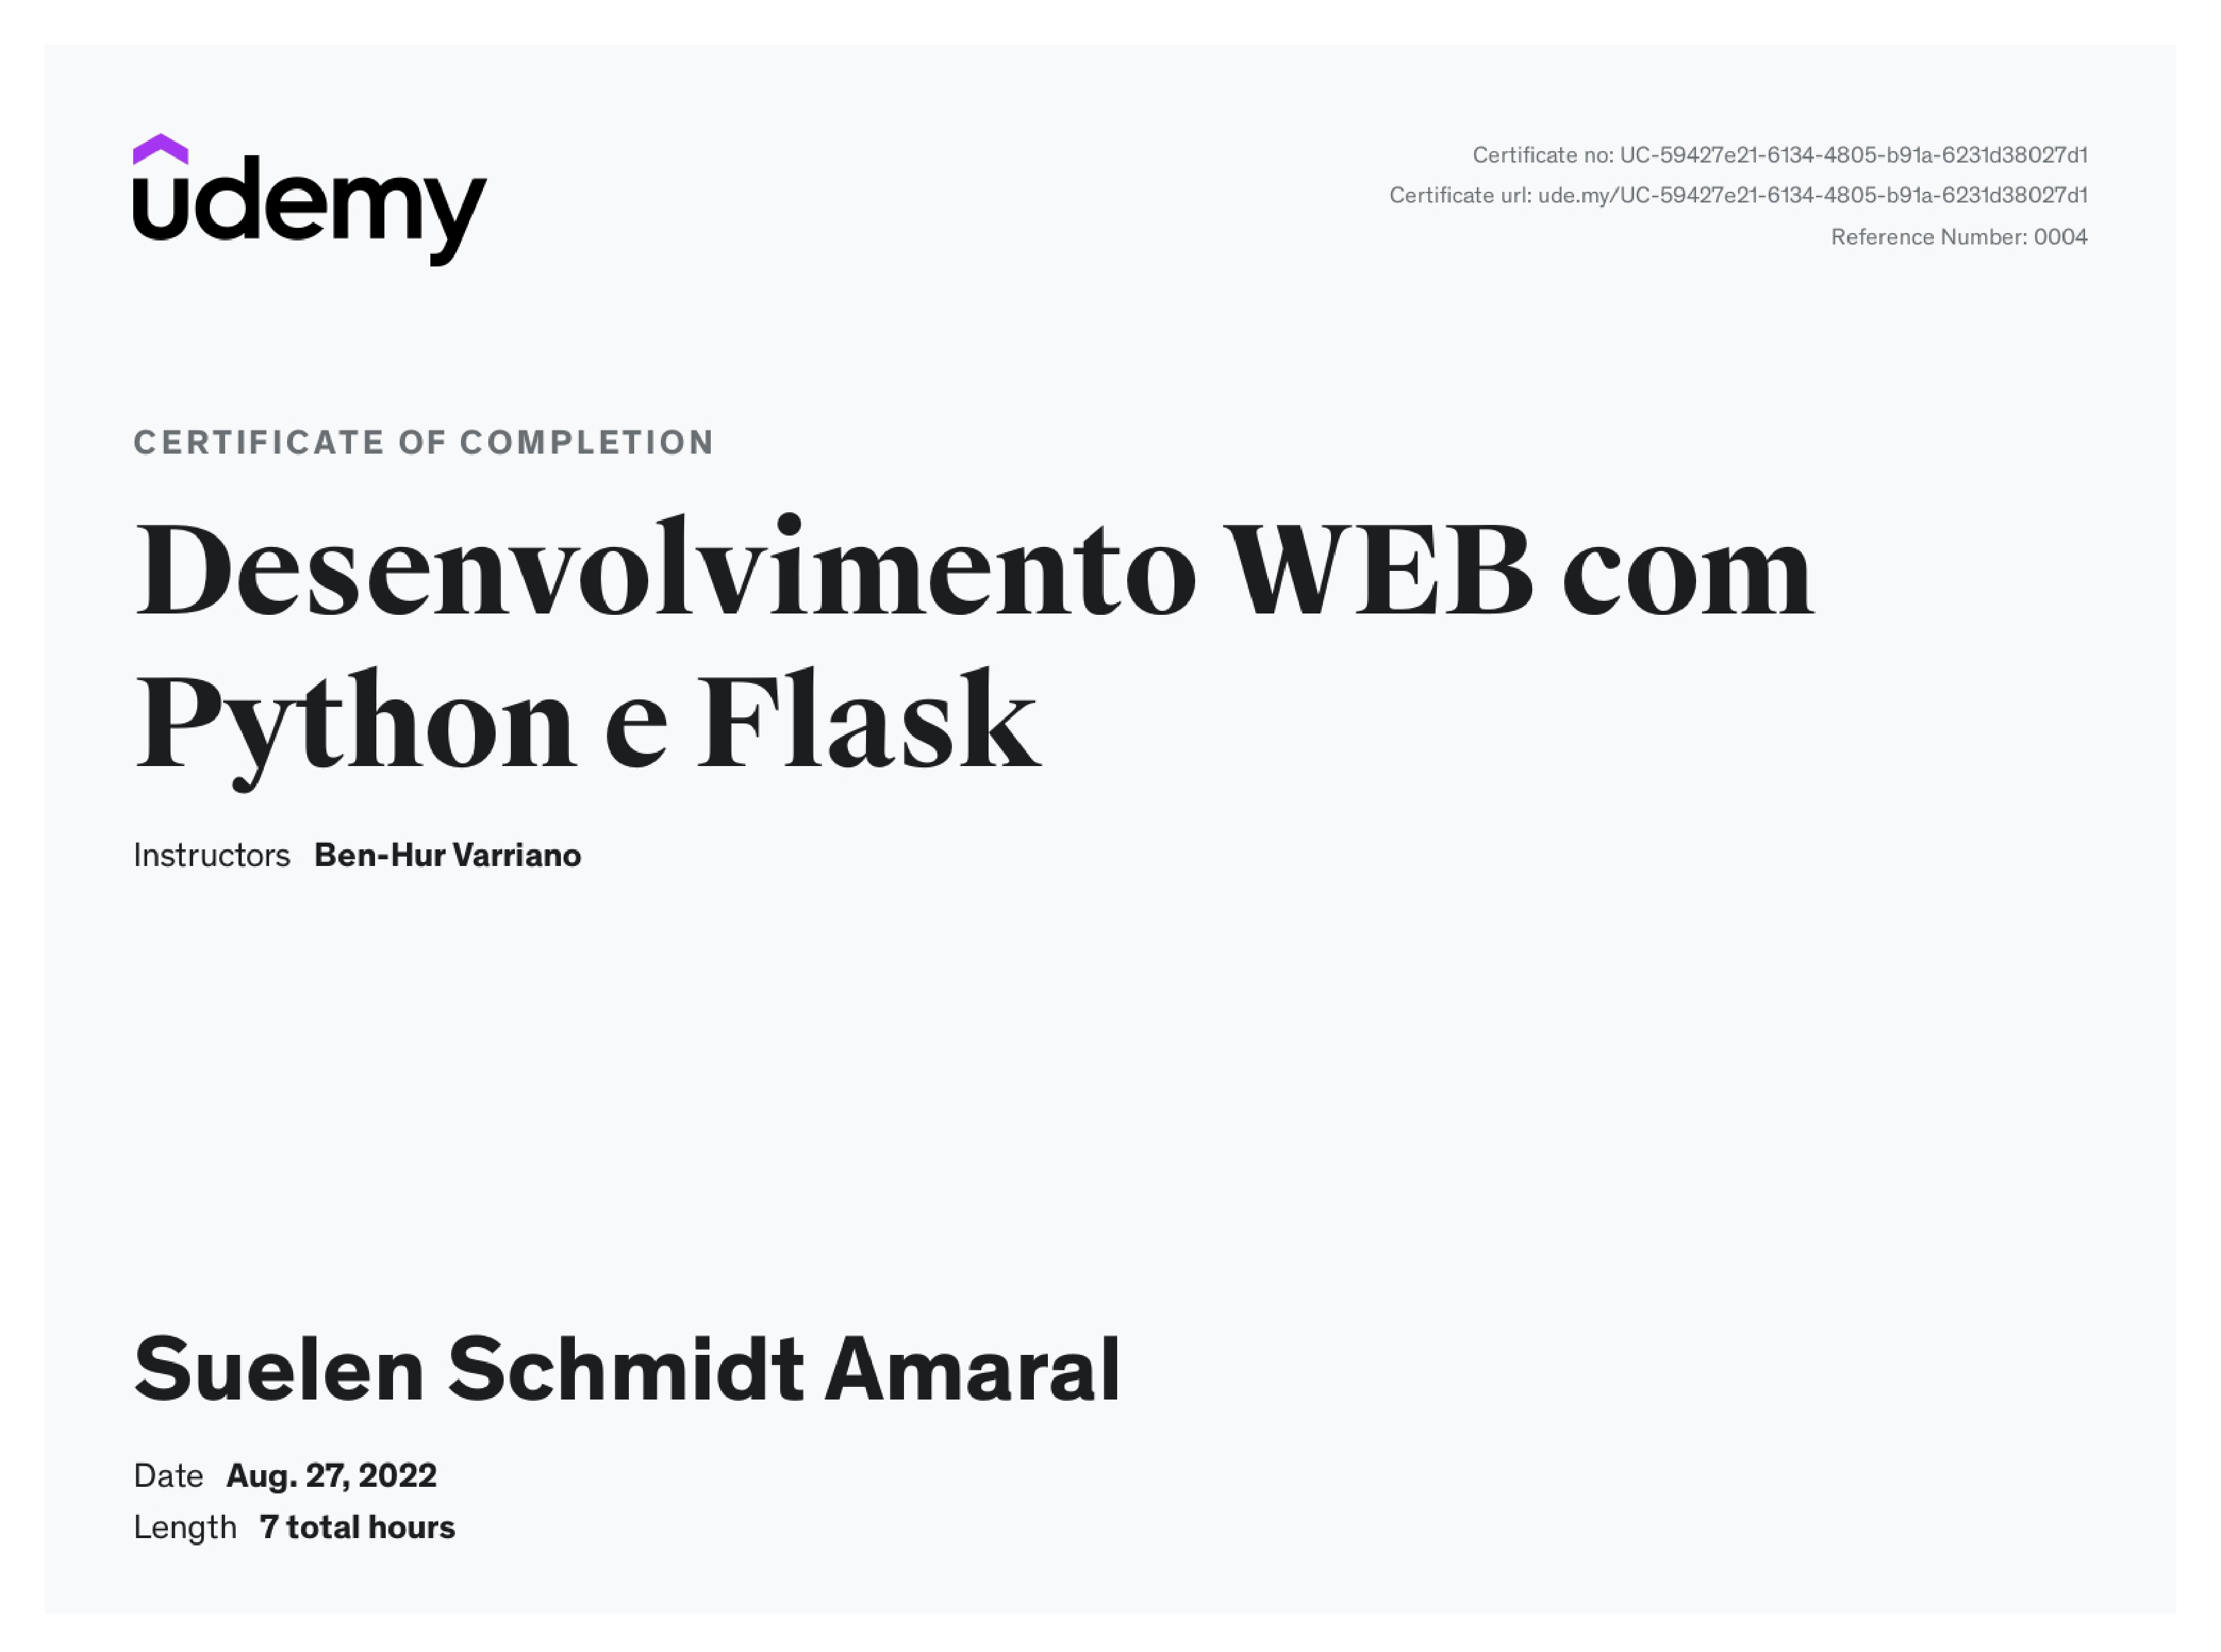 udemy
Certificate no: UC-59427e21-6134-4805-b91a-6231d38027d1
Certificate url: ude.my/UC-59427e21-6134-4805-b91a-6231d38027d1
Reference Number: 0004
CERTIFICATE OF COMPLETION
Desenvolvimento WEB com
Python e Flask
Instructors Ben-Hur Varriano
Suelen Schmidt Amaral
Date Aug. 27, 2022
Length 7 total hours